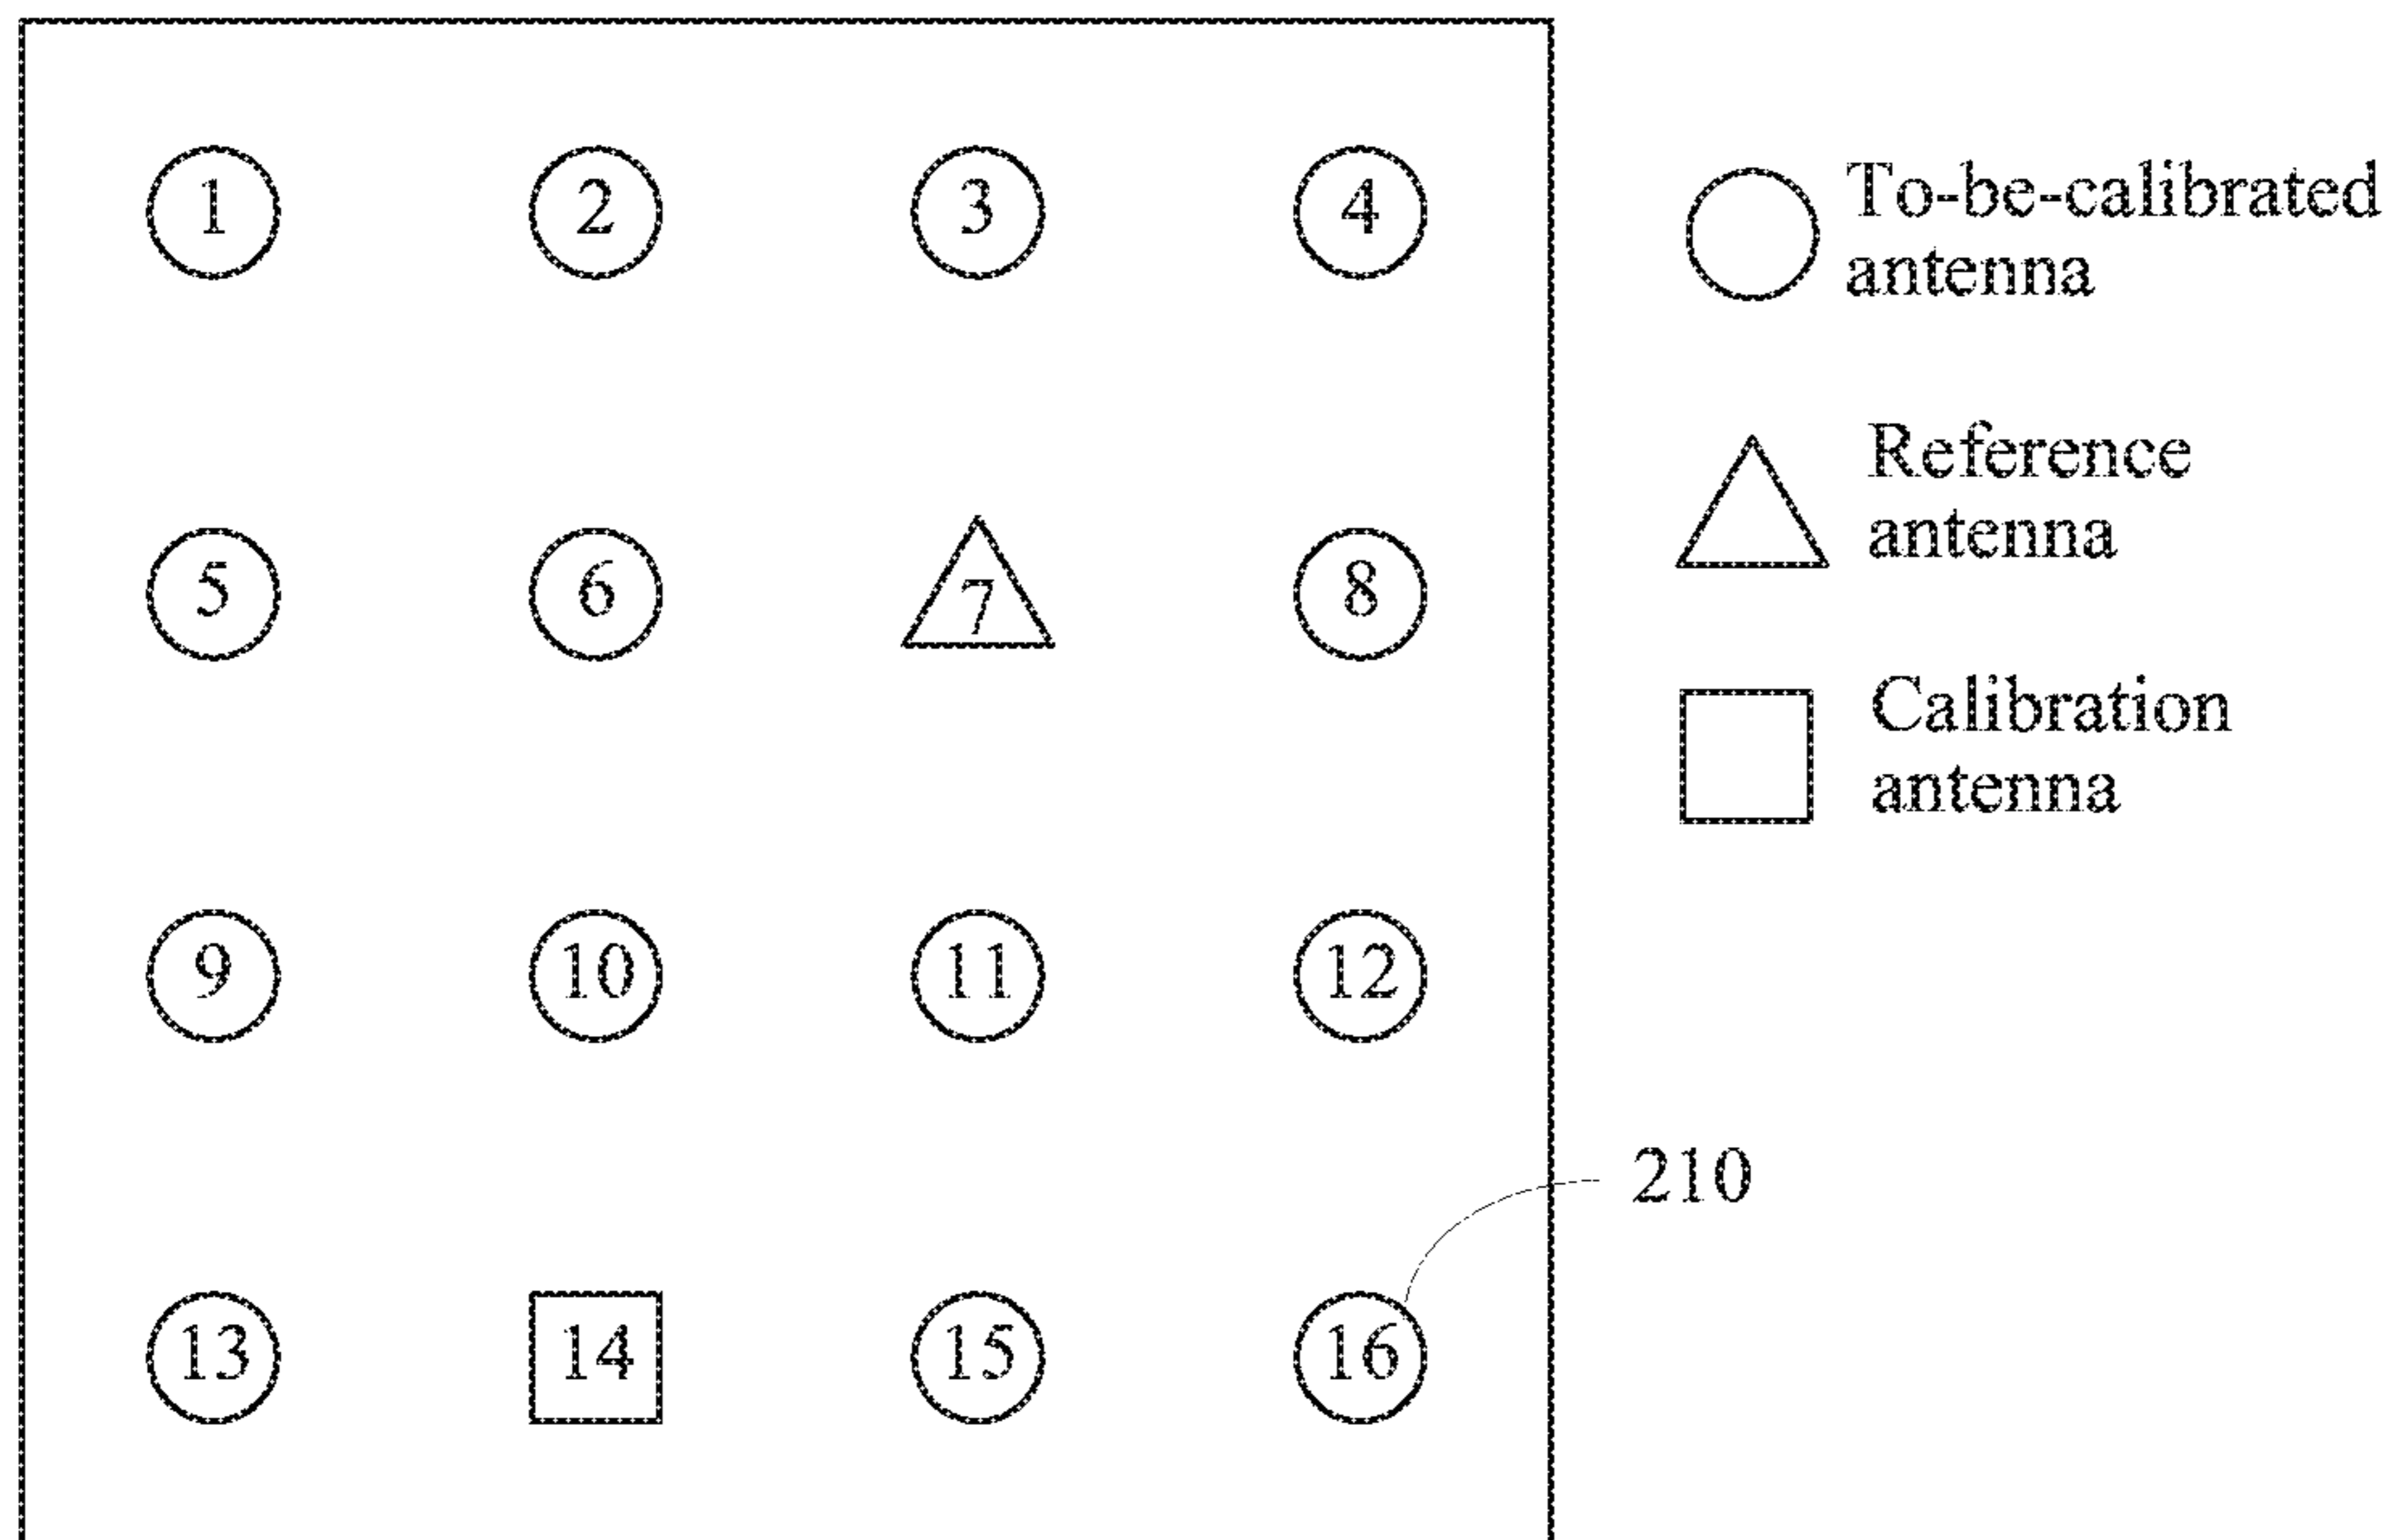 1 2 3 4
To-be-calibrated
antenna
5 6 7 8
Reference
antenna
Calibration
antenna
9 10 11 12
210
13 14 15 16